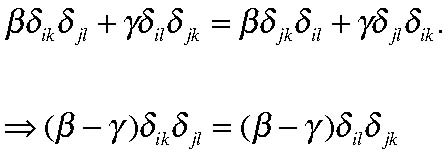 βδ_{ik}δ_{jl} + γδ_{il}δ_{jk} = βδ_{jk}δ_{il} + γδ_{jl}δ_{ik}.
⇒ (β − γ)δ_{ik}δ_{jl} = (β − γ)δ_{il}δ_{jk}